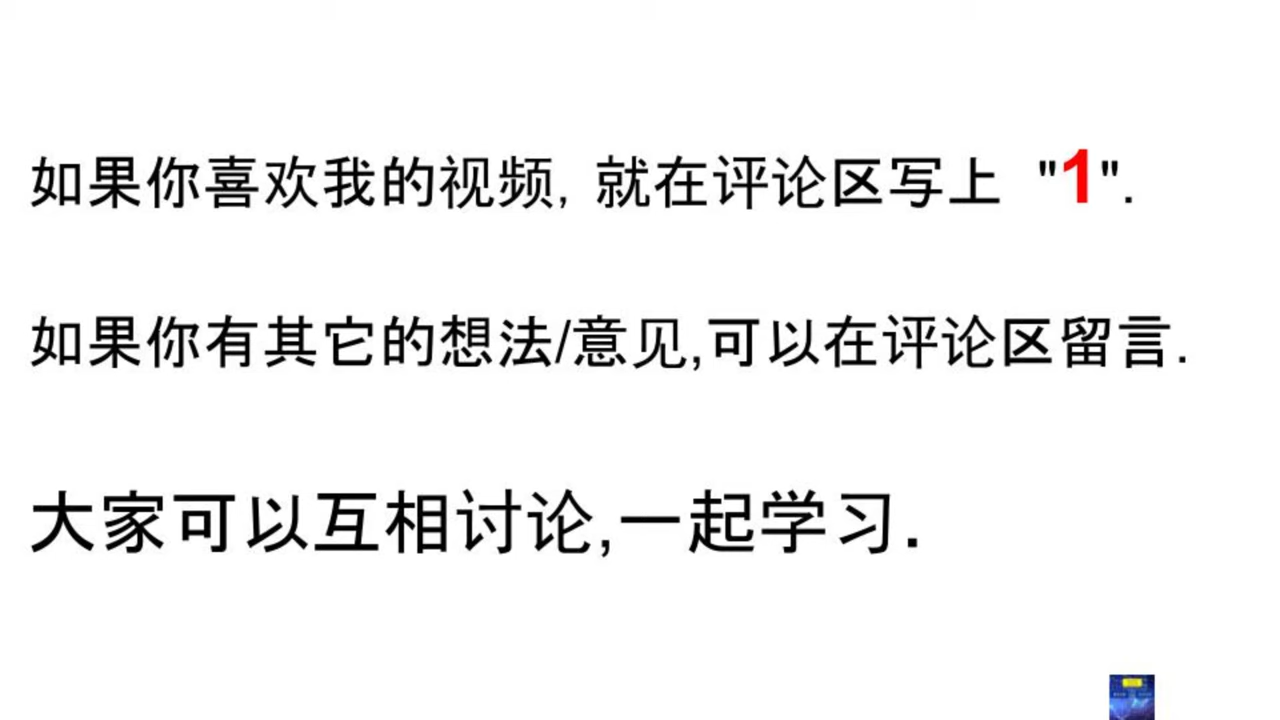 如果你喜欢我的视频, 就在评论区写上 "1".
如果你有其它的想法/意见,可以在评论区留言.
大家可以互相讨论,一起学习.